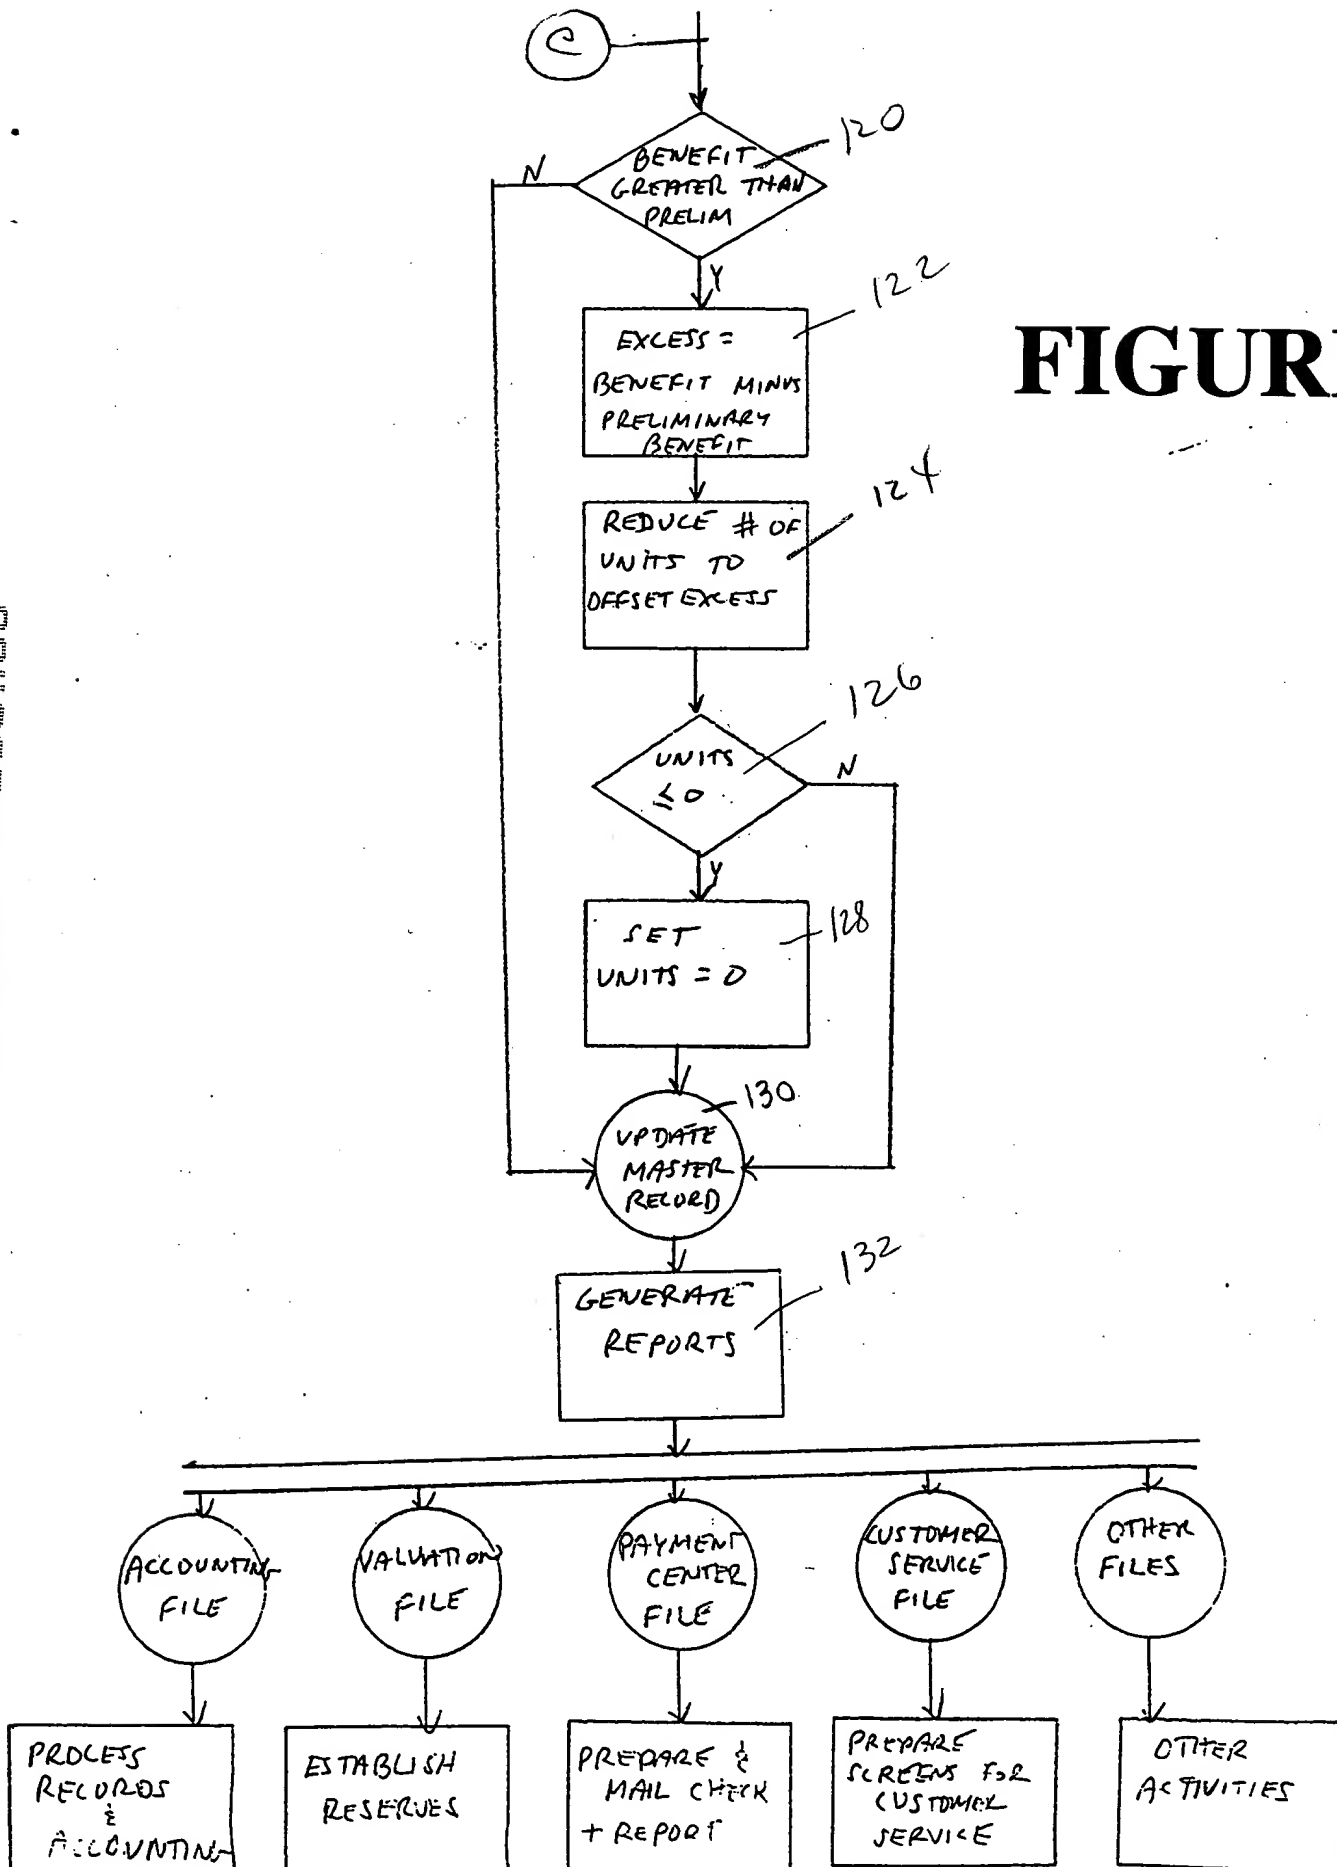 C
120
BENEFIT
GREATER THAN
PRELIM
N
Y
122
EXCESS =
BENEFIT MINUS
PRELIMINARY
BENEFIT
FIGURE
124
REDUCE # OF
UNITS TO
OFFSET EXCESS
126
UNITS
≤ 0
N
Y
128
SET
UNITS = 0
130
UPDATE
MASTER
RECORD
132
GENERATE
REPORTS
ACCOUNTING
FILE
VALUATION
FILE
PAYMENT
CENTER
FILE
CUSTOMER
SERVICE
FILE
OTHER
FILES
PROCESS
RECORDS
&
ACCOUNTING
ESTABLISH
RESERVES
PREPARE &
MAIL CHECK
+ REPORT
PREPARE
SCREENS FOR
CUSTOMER
SERVICE
OTHER
ACTIVITIES